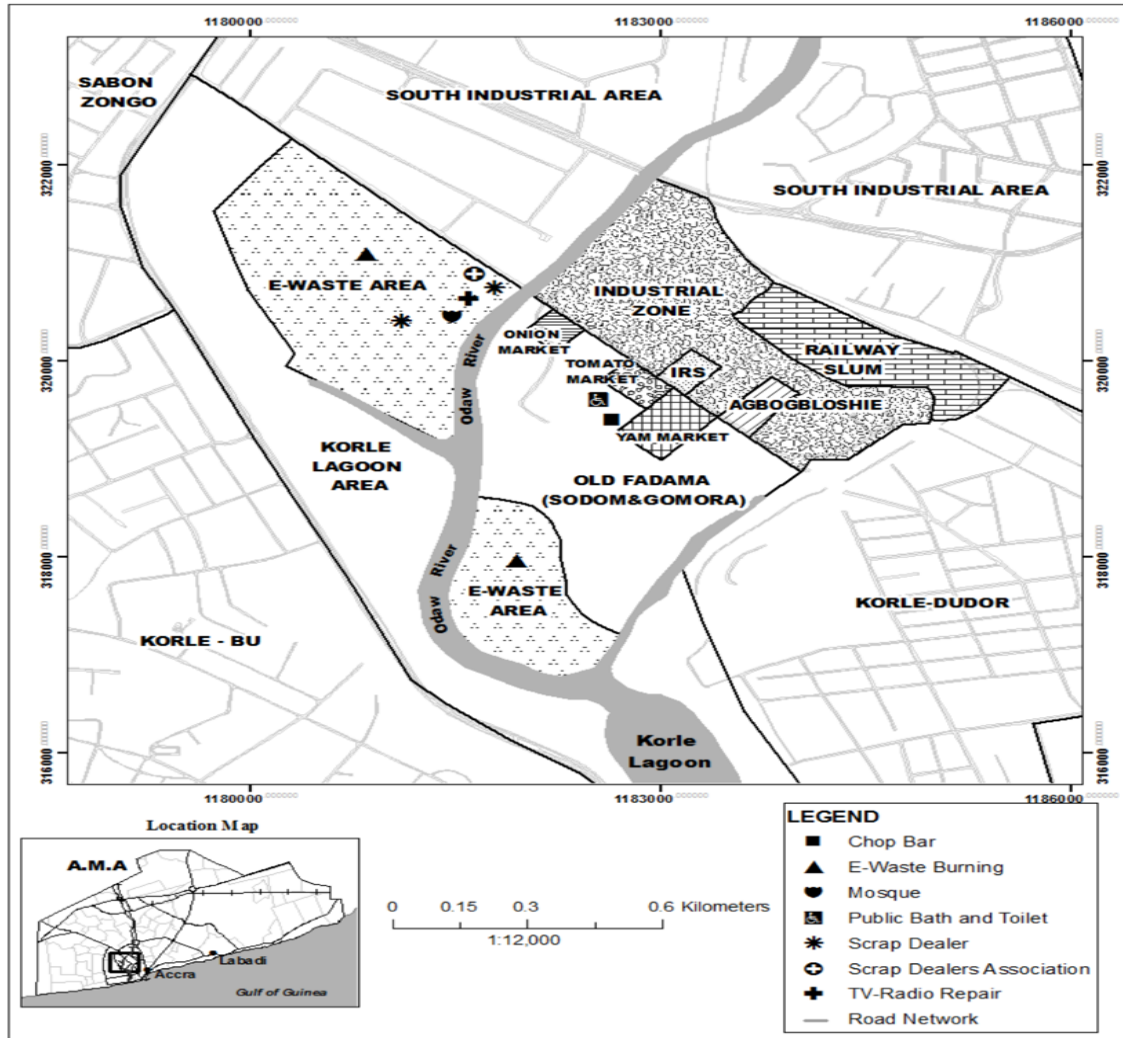 1180000
1183000
1186000
SABON
ZONGO
SOUTH INDUSTRIAL AREA
322000
322000
SOUTH INDUSTRIAL AREA
E-WASTE AREA
INDUSTRIAL
ZONE
ONION
MARKET
Odaw River
TOMATO
MARKET
IRS
RAILWAY
SLUM
320000
320000
AGBOGBLOSHIE
YAM MARKET
KORLE
LAGOON
AREA
OLD FADAMA
(SODOM&GOMORA)
318000
318000
Odaw River
E-WASTE
AREA
KORLE-DUDOR
KORLE - BU
Korle
Lagoon
316000
316000
1180000
1183000
1186000
Location Map
A.M.A
Labadi
Accra
Gulf of Guinea
0 0.15 0.3 0.6 Kilometers
1:12,000
LEGEND
Chop Bar
E-Waste Burning
Mosque
Public Bath and Toilet
Scrap Dealer
Scrap Dealers Association
TV-Radio Repair
Road Network